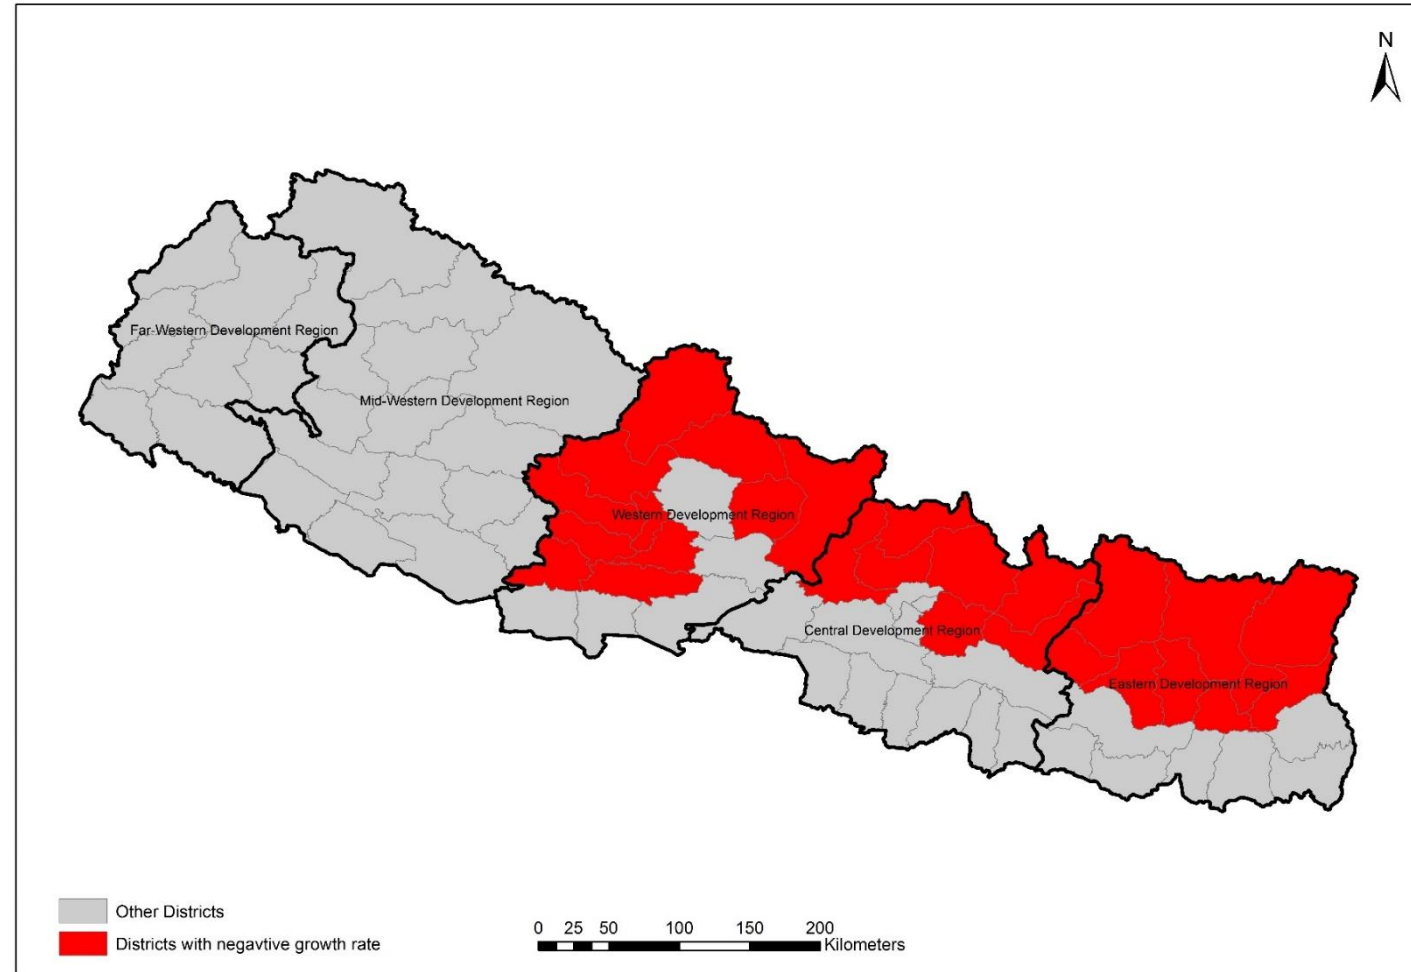 N
Far-Western Development Region
Mid-Western Development Region
Western Development Region
Central Development Region
Eastern Development Region
Other Districts
Districts with negavtive growth rate
0 25 50 100 150 200
Kilometers